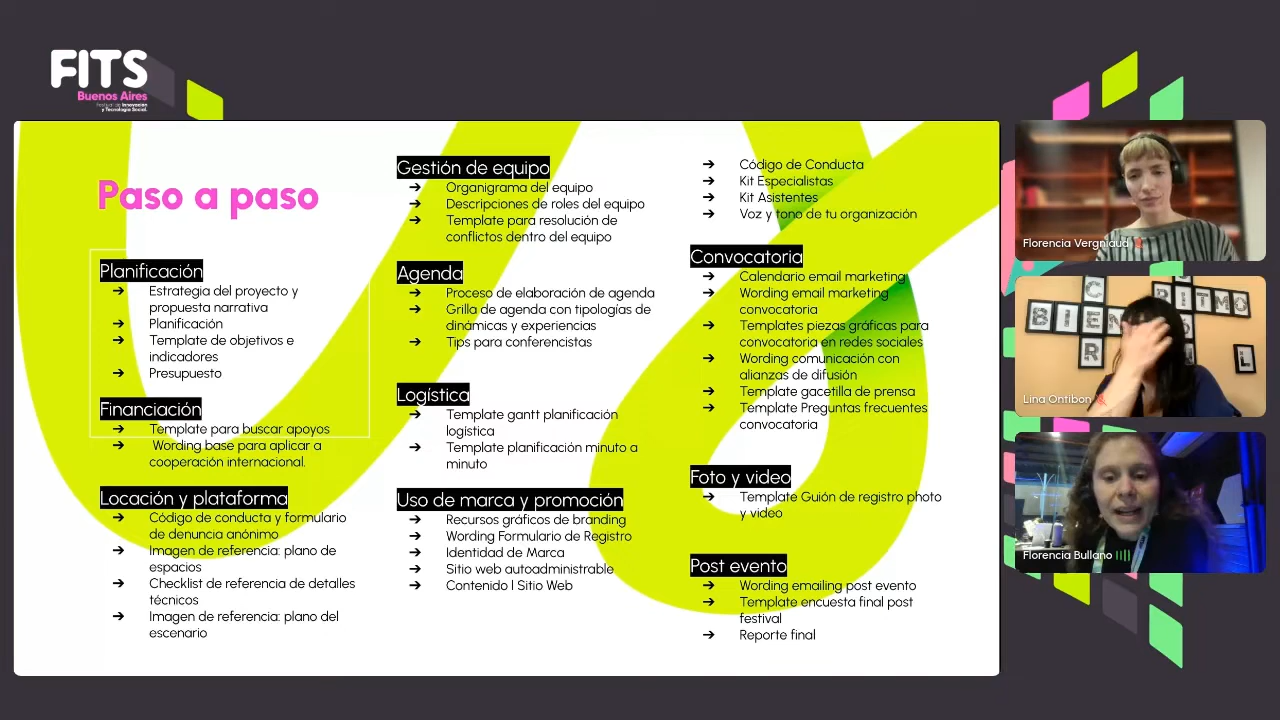 FITS
Buenos Aires
Festival de Innovación
y Tecnología Social.
Paso a paso
Planificación
➔ Estrategia del proyecto y
propuesta narrativa
➔ Planificación
➔ Template de objetivos e
indicadores
➔ Presupuesto
Financiación
➔ Template para buscar apoyos
➔ Wording base para aplicar a
cooperación internacional.
Locación y plataforma
➔ Código de conducta y formulario
de denuncia anónimo
➔ Imagen de referencia: plano de
espacios
➔ Checklist de referencia de detalles
técnicos
➔ Imagen de referencia: plano del
escenario
Gestión de equipo
➔ Organigrama del equipo
➔ Descripciones de roles del equipo
➔ Template para resolución de
conflictos dentro del equipo
Agenda
➔ Proceso de elaboración de agenda
➔ Grilla de agenda con tipologías de
dinámicas y experiencias
➔ Tips para conferencistas
Logística
➔ Template gantt planificación
logística
➔ Template planificación minuto a
minuto
Uso de marca y promoción
➔ Recursos gráficos de branding
➔ Wording Formulario de Registro
➔ Identidad de Marca
➔ Sitio web autoadministrable
➔ Contenido | Sitio Web
➔ Código de Conducta
➔ Kit Especialistas
➔ Kit Asistentes
➔ Voz y tono de tu organización
Convocatoria
➔ Calendario email marketing
➔ Wording email marketing
convocatoria
➔ Templates piezas gráficas para
convocatoria en redes sociales
➔ Wording comunicación con
alianzas de difusión
➔ Template gacetilla de prensa
➔ Template Preguntas frecuentes
convocatoria
Foto y video
➔ Template Guión de registro photo
y video
Post evento
➔ Wording emailing post evento
➔ Template encuesta final post
festival
➔ Reporte final
Florencia Vergniaud
RITMO
BIEN
Lina Ontibon
Florencia Bullano